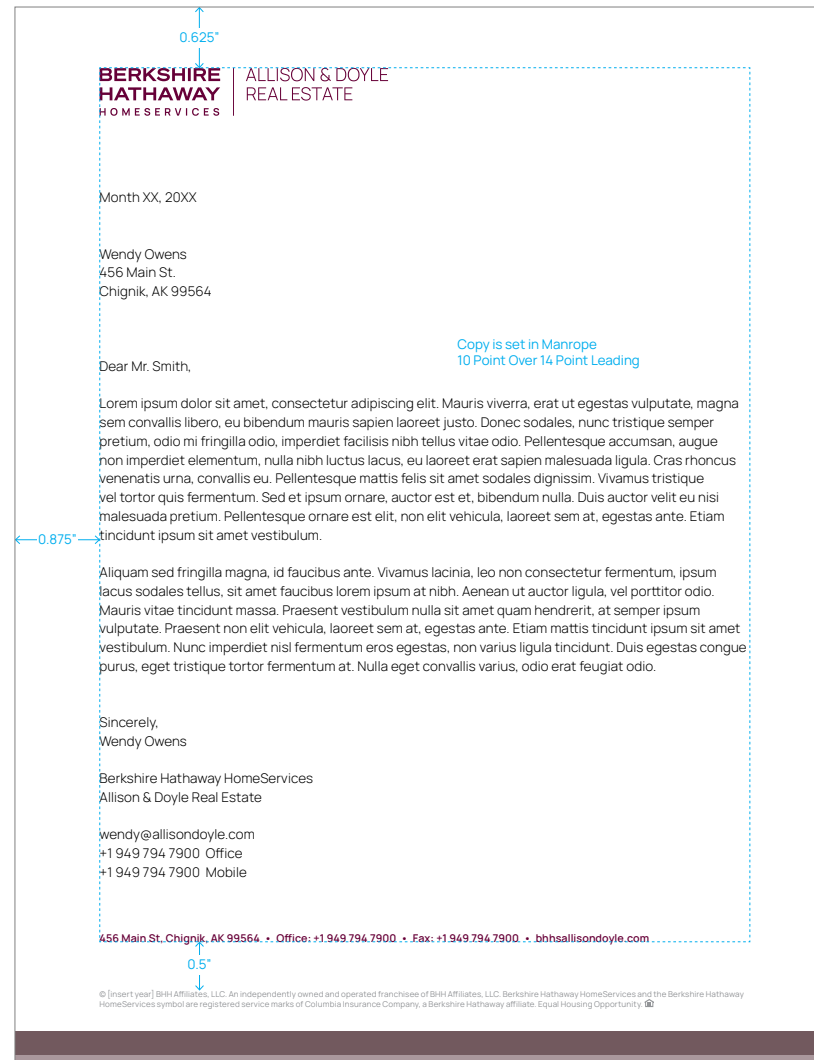 0.625”
BERKSHIRE
HATHAWAY
HOMESERVICES
ALLISON & DOYLE
REAL ESTATE
Month XX, 20XX
Wendy Owens
456 Main St.
Chignik, AK 99564
Copy is set in Manrope
10 Point Over 14 Point Leading
Dear Mr. Smith,
Lorem ipsum dolor sit amet, consectetur adipiscing elit. Mauris viverra, erat ut egestas vulputate, magna
sem convallis libero, eu bibendum mauris sapien laoreet justo. Donec sodales, nunc tristique semper
pretium, odio mi fringilla odio, imperdiet facilisis nibh tellus vitae odio. Pellentesque accumsan, augue
non imperdiet elementum, nulla nibh luctus lacus, eu laoreet erat sapien malesuada ligula. Cras rhoncus
venenatis urna, convallis eu. Pellentesque mattis felis sit amet sodales dignissim. Vivamus tristique
vel tortor quis fermentum. Sed et ipsum ornare, auctor est et, bibendum nulla. Duis auctor velit eu nisi
malesuada pretium. Pellentesque ornare est elit, non elit vehicula, laoreet sem at, egestas ante. Etiam
tincidunt ipsum sit amet vestibulum.
0.875”
Aliquam sed fringilla magna, id faucibus ante. Vivamus lacinia, leo non consectetur fermentum, ipsum
lacus sodales tellus, sit amet faucibus lorem ipsum at nibh. Aenean ut auctor ligula, vel porttitor odio.
Mauris vitae tincidunt massa. Praesent vestibulum nulla sit amet quam hendrerit, at semper ipsum
vulputate. Praesent non elit vehicula, laoreet sem at, egestas ante. Etiam mattis tincidunt ipsum sit amet
vestibulum. Nunc imperdiet nisl fermentum eros egestas, non varius ligula tincidunt. Duis egestas congue
purus, eget tristique tortor fermentum at. Nulla eget convallis varius, odio erat feugiat odio.
Sincerely,
Wendy Owens
Berkshire Hathaway HomeServices
Allison & Doyle Real Estate
wendy@allisondoyle.com
+1 949 794 7900 Office
+1 949 794 7900 Mobile
456 Main St, Chignik, AK 99564 • Office: +1 949 794 7900 • Fax: +1 949 794 7900 • bhhsallisondoyle.com
0.5”
© [insert year] BHH Affiliates, LLC. An independently owned and operated franchisee of BHH Affiliates, LLC. Berkshire Hathaway HomeServices and the Berkshire Hathaway
HomeServices symbol are registered service marks of Columbia Insurance Company, a Berkshire Hathaway affiliate. Equal Housing Opportunity.